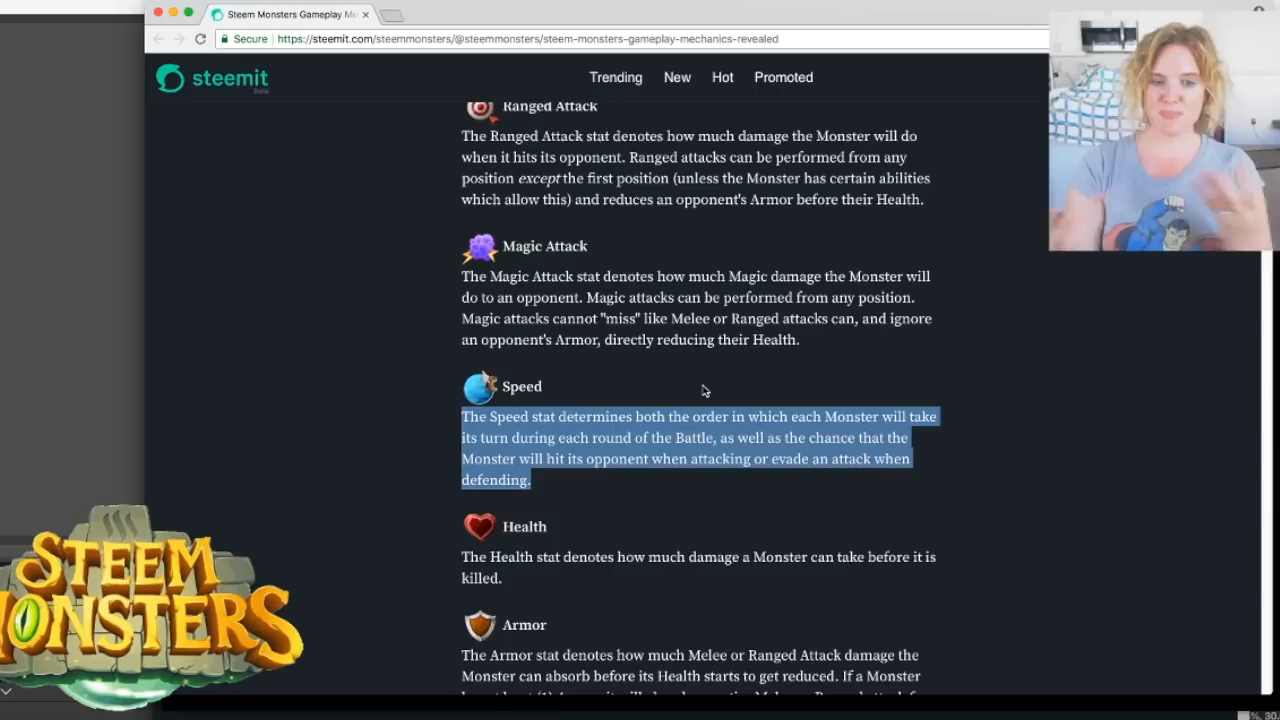 Steem Monsters Gameplay Me
Secure https://steemit.com/steemmonsters/@steemmonsters/steem-monsters-gameplay-mechanics-revealed
steemit
beta
Trending New Hot Promoted
Ranged Attack
The Ranged Attack stat denotes how much damage the Monster will do
when it hits its opponent. Ranged attacks can be performed from any
position except the first position (unless the Monster has certain abilities
which allow this) and reduces an opponent's Armor before their Health.
Magic Attack
The Magic Attack stat denotes how much Magic damage the Monster will
do to an opponent. Magic attacks can be performed from any position.
Magic attacks cannot "miss" like Melee or Ranged attacks can, and ignore
an opponent's Armor, directly reducing their Health.
Speed
The Speed stat determines both the order in which each Monster will take
its turn during each round of the Battle, as well as the chance that the
Monster will hit its opponent when attacking or evade an attack when
defending.
Health
The Health stat denotes how much damage a Monster can take before it is
killed.
Armor
The Armor stat denotes how much Melee or Ranged Attack damage the
Monster can absorb before its Health starts to get reduced. If a Monster
STEEM
MONSTERS